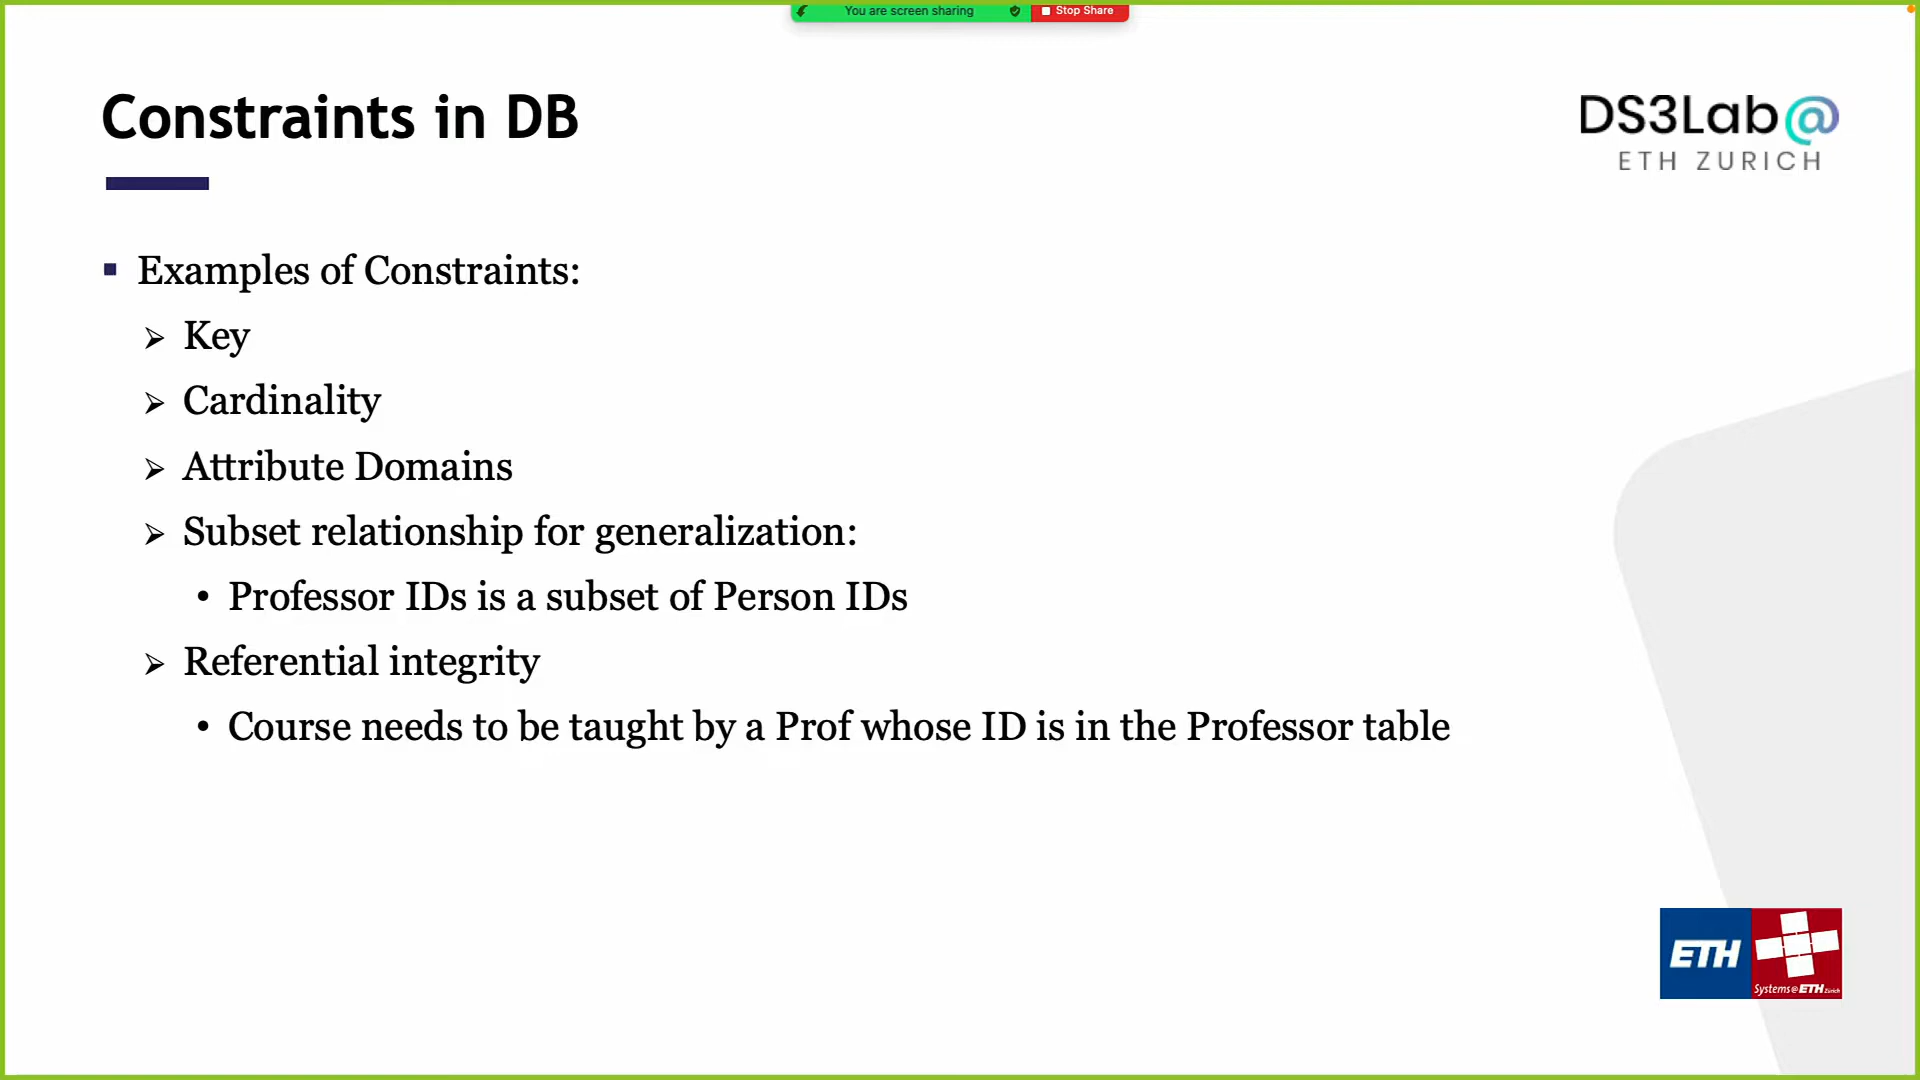 You are screen sharing
Stop Share
Constraints in DB
DS3Lab@
ETH ZURICH
▪ Examples of Constraints:
➢ Key
➢ Cardinality
➢ Attribute Domains
➢ Subset relationship for generalization:
• Professor IDs is a subset of Person IDs
➢ Referential integrity
• Course needs to be taught by a Prof whose ID is in the Professor table
ETH
Systems@ETH Zürich